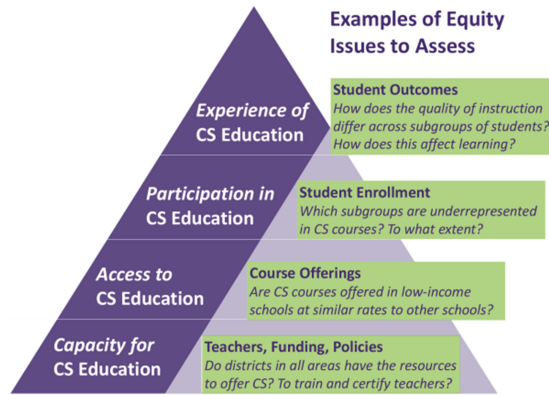 Examples of Equity
Issues to Assess
Experience of
CS Education
Student Outcomes
How does the quality of instruction
differ across subgroups of students?
How does this affect learning?
Participation in
CS Education
Student Enrollment
Which subgroups are underrepresented
in CS courses? To what extent?
Access to
CS Education
Course Offerings
Are CS courses offered in low-income
schools at similar rates to other schools?
Capacity for
CS Education
Teachers, Funding, Policies
Do districts in all areas have the resources
to offer CS? To train and certify teachers?